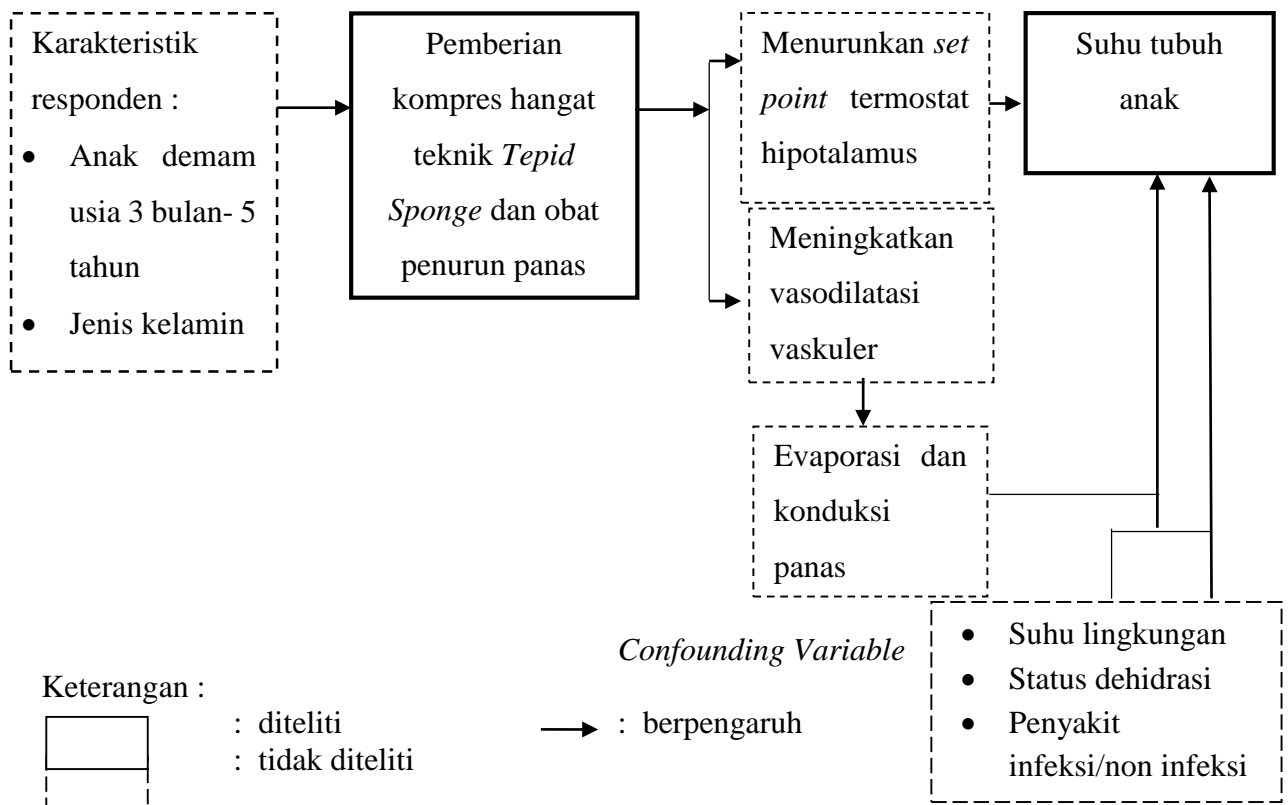 Karakteristik
responden :
• Anak demam
usia 3 bulan- 5
tahun
• Jenis kelamin
Pemberian
kompres hangat
teknik Tepid
Sponge dan obat
penurun panas
Menurunkan set
point termostat
hipotalamus
Meningkatkan
vasodilatasi
vaskuler
Evaporasi dan
konduksi
panas
Suhu tubuh
anak
Confounding Variable
• Suhu lingkungan
• Status dehidrasi
• Penyakit
infeksi/non infeksi
Keterangan :
: diteliti
: tidak diteliti
: berpengaruh